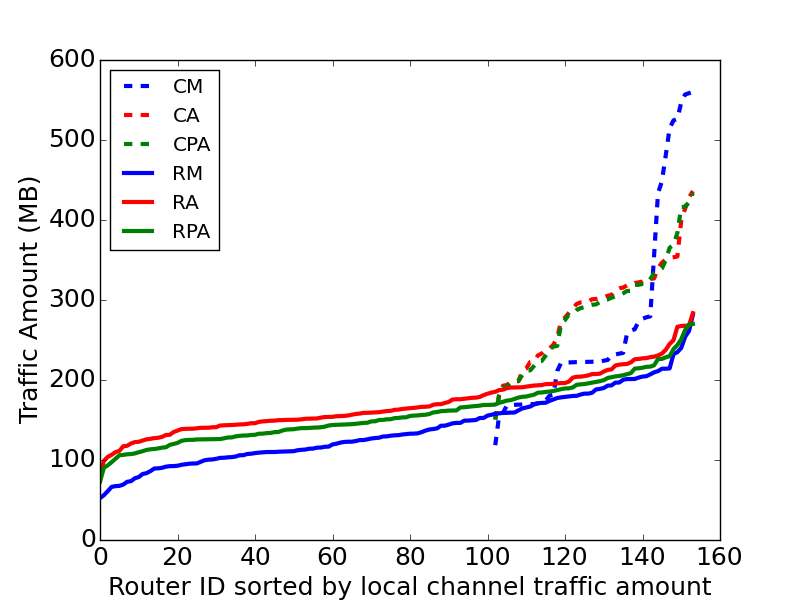 600
500
400
300
200
100
0
Traffic Amount (MB)
CM
CA
CPA
RM
RA
RPA
0 20 40 60 80 100 120 140 160
Router ID sorted by local channel traffic amount